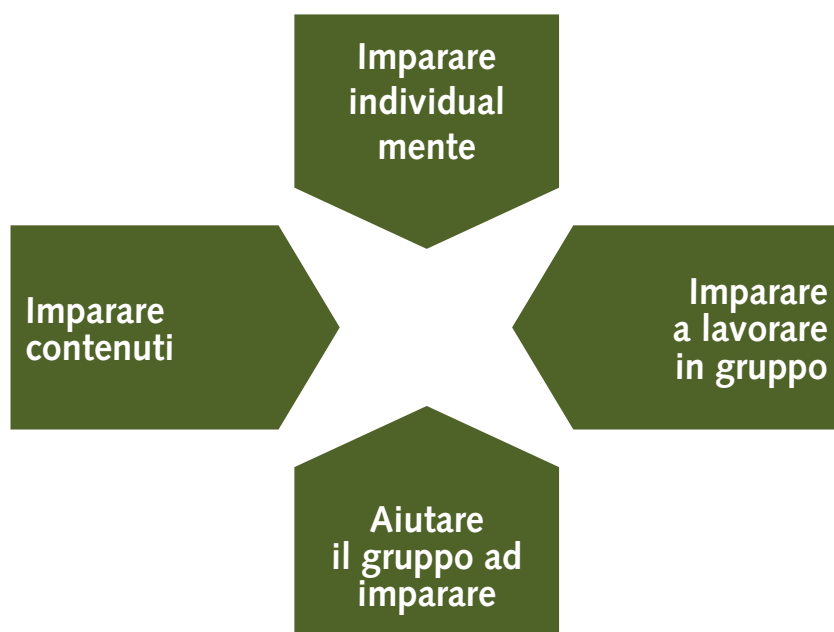 Imparare
individual
mente
Imparare
contenuti
Imparare
a lavorare
in gruppo
Aiutare
il gruppo ad
imparare